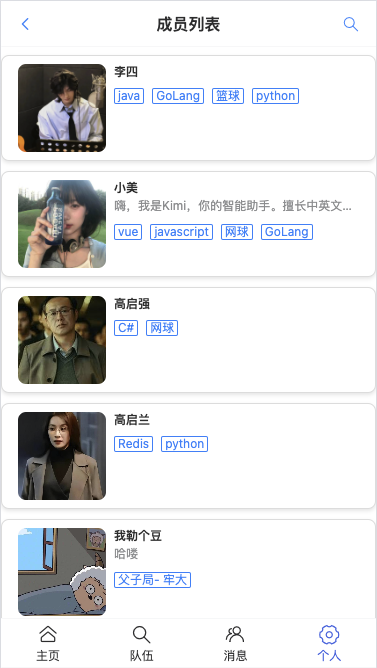 成员列表
李四
java GoLang 篮球 python
小美
嗨，我是Kimi，你的智能助手。擅长中英文...
vue javascript 网球 GoLang
高启强
C# 网球
高启兰
Redis python
我勒个豆
哈喽
父子局- 牢大
主页 队伍 消息 个人